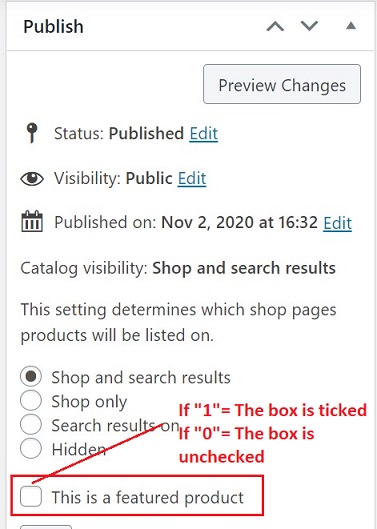 Publish
Preview Changes
Status: Published Edit
Visibility: Public Edit
Published on: Nov 2, 2020 at 16:32 Edit
Catalog visibility: Shop and search results
This setting determines which shop pages
products will be listed on.
Shop and search results
Shop only
Search results on
Hidden
If "1"= The box is ticked
If "0"= The box is
unchecked
This is a featured product